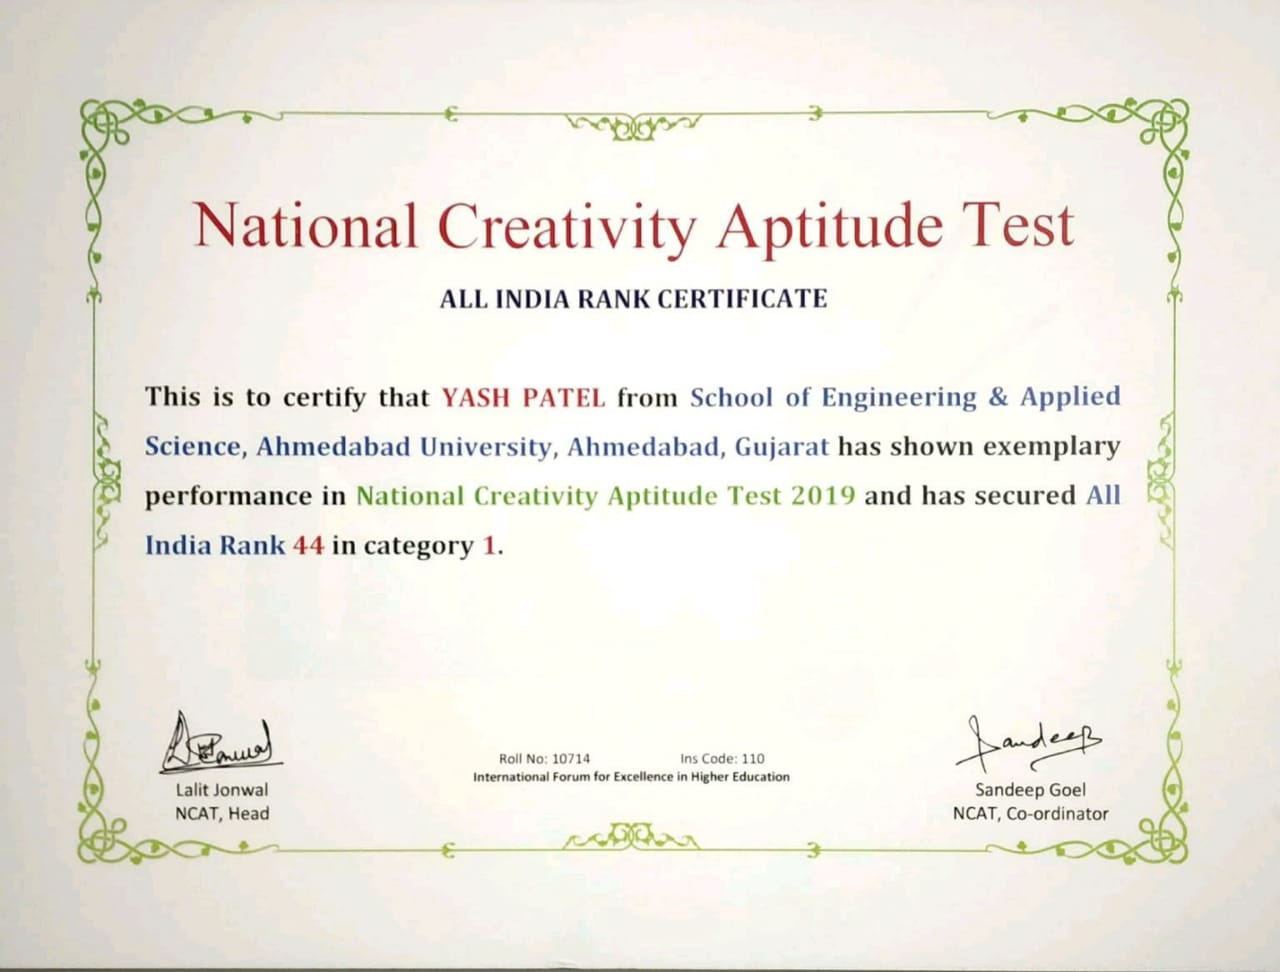 National Creativity Aptitude Test
ALL INDIA RANK CERTIFICATE
This is to certify that YASH PATEL from School of Engineering & Applied
Science, Ahmedabad University, Ahmedabad, Gujarat has shown exemplary
performance in National Creativity Aptitude Test 2019 and has secured All
India Rank 44 in category 1.
Sandeep
Roll No: 10714 Ins Code: 110
International Forum for Excellence in Higher Education
Lalit Jonwal
NCAT, Head
Sandeep Goel
NCAT, Co-ordinator